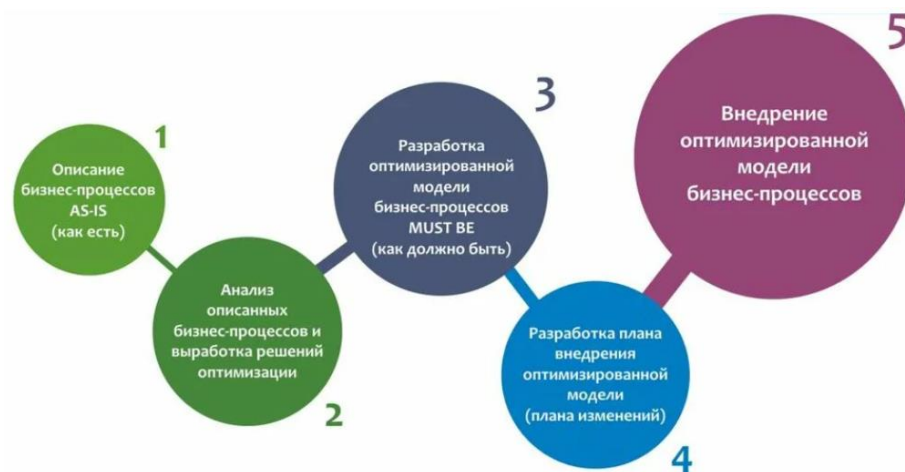 1
Описание
бизнес-процессов
AS-IS
(как есть)
2
Анализ
описанных
бизнес-процессов и
выработка решений
оптимизации
3
Разработка
оптимизированной
модели
бизнес-процессов
MUST BE
(как должно быть)
4
Разработка плана
внедрения
оптимизированной
модели
(плана изменений)
5
Внедрение
оптимизированной
модели
бизнес-процессов